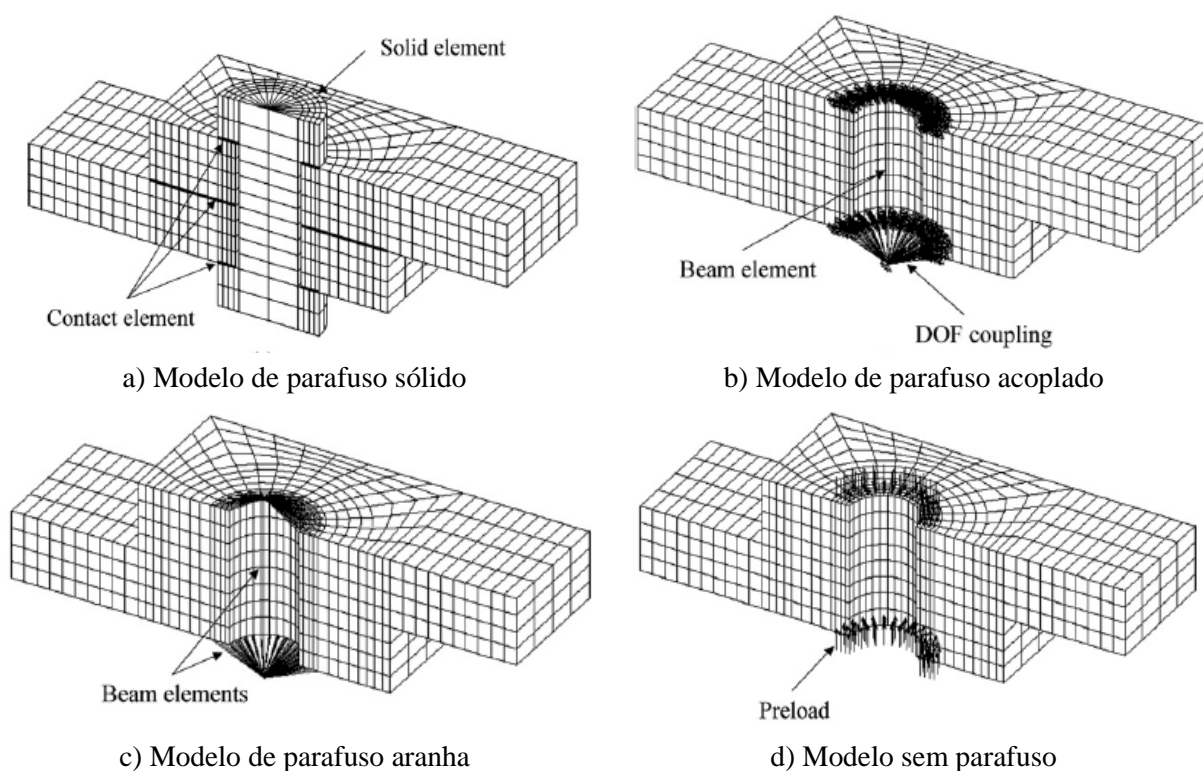 Solid element
Contact element
a) Modelo de parafuso sólido
Beam element
DOF coupling
b) Modelo de parafuso acoplado
Beam elements
c) Modelo de parafuso aranha
Preload
d) Modelo sem parafuso